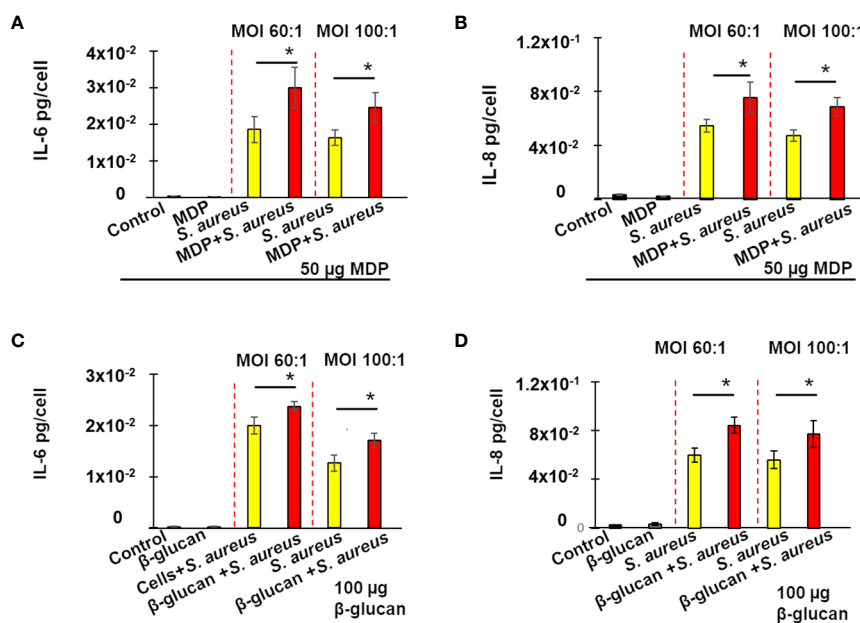 A
MOI 60:1 MOI 100:1
IL-6 pg/cell
4x10⁻²
3x10⁻²
2x10⁻²
1x10⁻²
0
*
*
Control
MDP
S. aureus
MDP+S. aureus
S. aureus
MDP+S. aureus
50 µg MDP
B
MOI 60:1 MOI 100:1
IL-8 pg/cell
1.2x10⁻¹
8x10⁻²
4x10⁻²
0
*
*
Control
MDP
S. aureus
MDP+S. aureus
S. aureus
MDP+S. aureus
50 µg MDP
C
MOI 60:1 MOI 100:1
IL-6 pg/cell
3x10⁻²
2x10⁻²
1x10⁻²
0
*
*
Control
β-glucan
Cells+S. aureus
β-glucan +S. aureus
S. aureus
β-glucan +S. aureus
100 µg
β-glucan
D
MOI 60:1 MOI 100:1
IL-8 pg/cell
1.2x10⁻¹
8x10⁻²
4x10⁻²
0
0
*
*
Control
β-glucan
S. aureus
β-glucan +S. aureus
S. aureus
β-glucan +S. aureus
100 µg
β-glucan